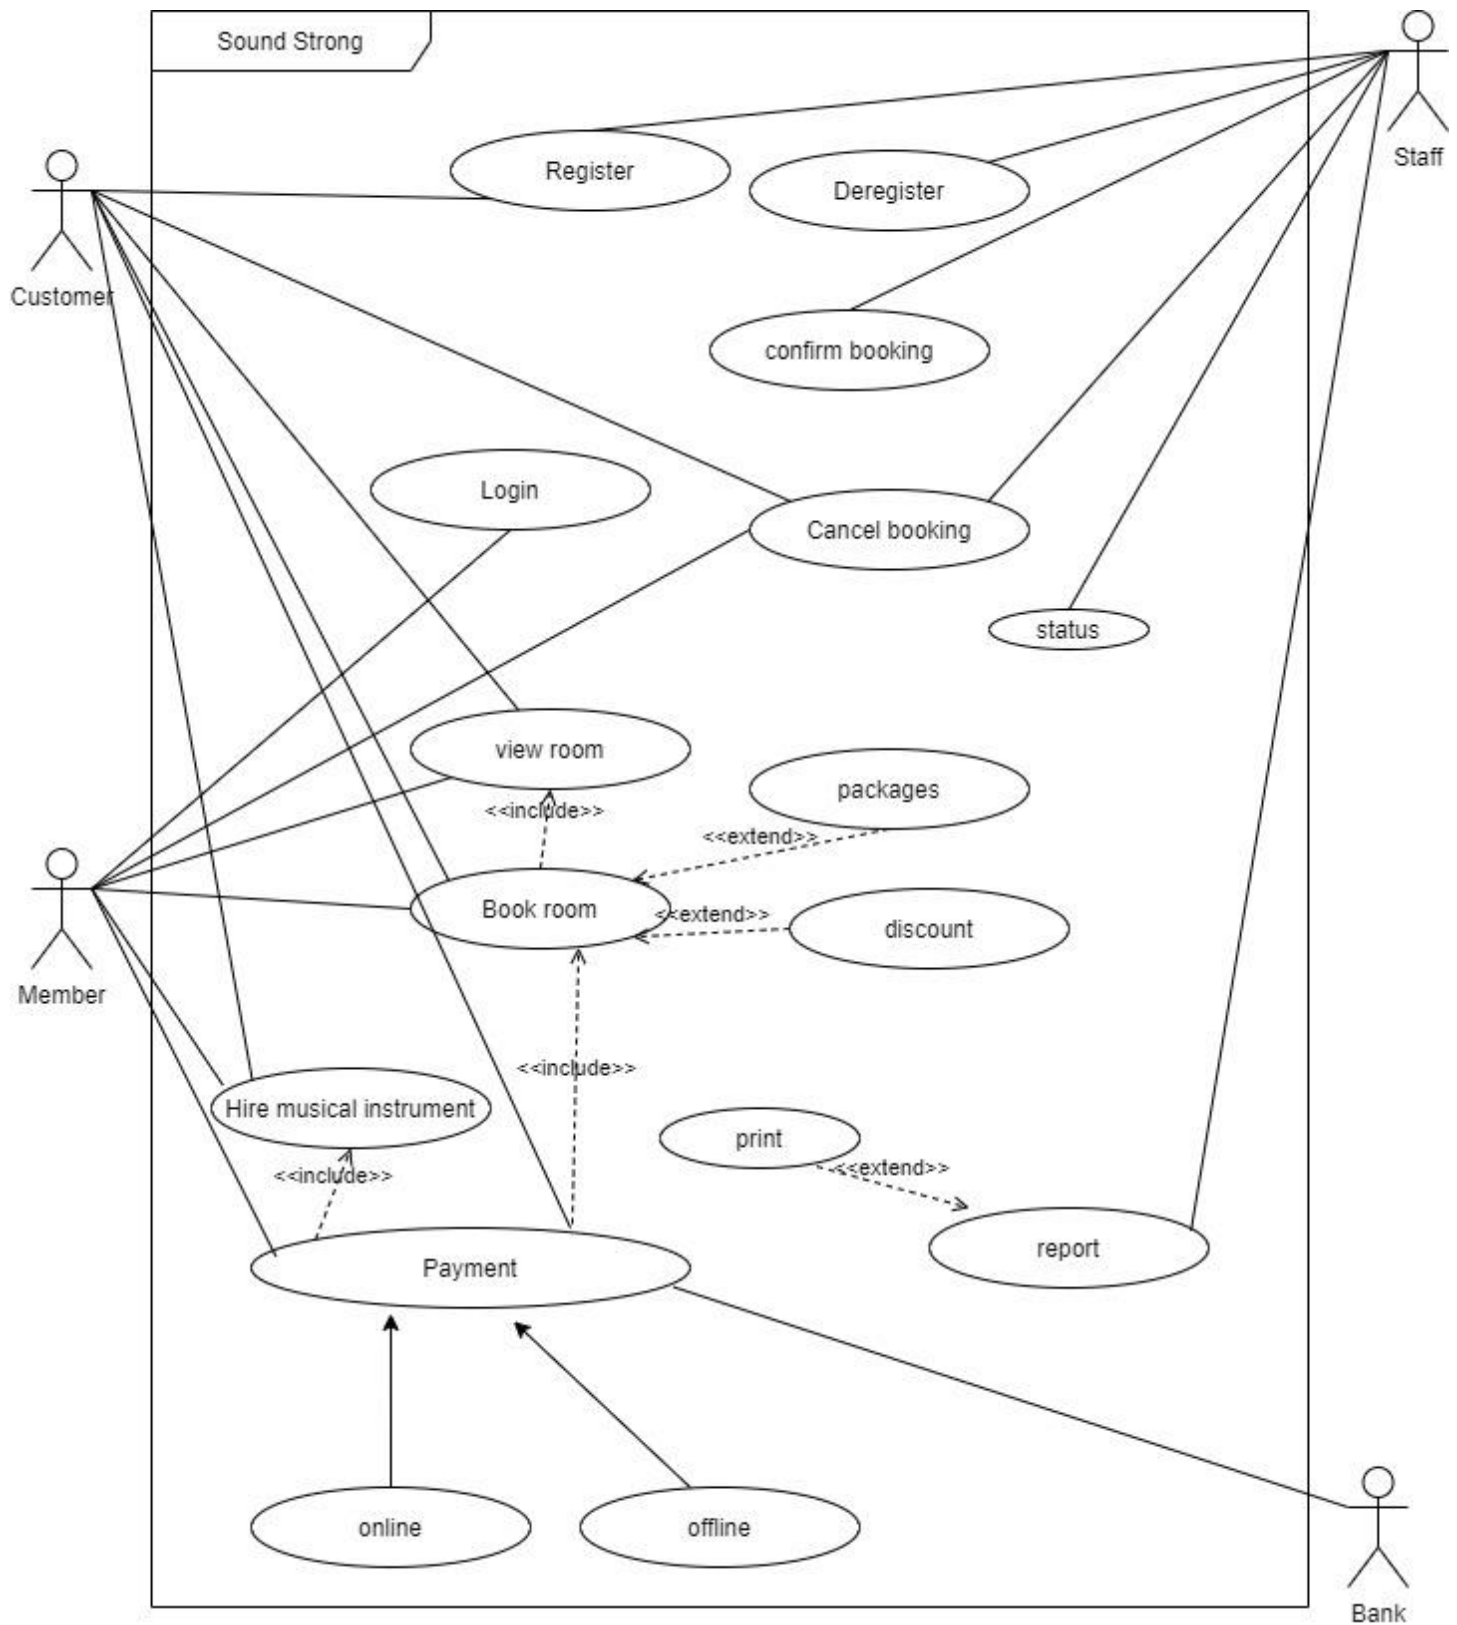 Sound Strong
Staff
Register
Deregister
Customer
confirm booking
Login
Cancel booking
status
view room
packages
<<include>>
<<extend>>
Book room
<<extend>>
discount
Member
<<include>>
Hire musical instrument
print
<<include>>
<<extend>>
report
Payment
online
offline
Bank